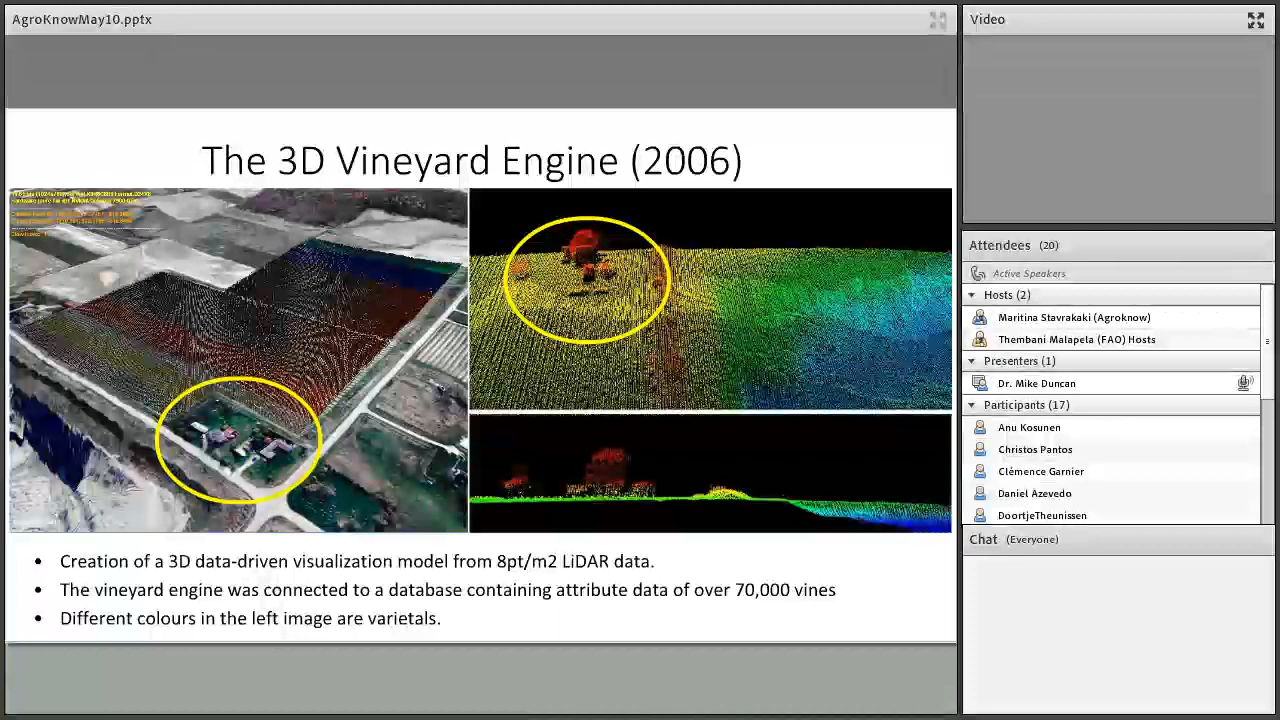 AgroKnowMay10.pptx
The 3D Vineyard Engine (2006)
• Creation of a 3D data-driven visualization model from 8pt/m2 LiDAR data.
• The vineyard engine was connected to a database containing attribute data of over 70,000 vines
• Different colours in the left image are varietals.
Video
Attendees (20)
Active Speakers
Hosts (2)
Maritina Stavrakaki (Agroknow)
Thembani Malapela (FAO) Hosts
Presenters (1)
Dr. Mike Duncan
Participants (17)
Anu Kosunen
Christos Pantos
Clémence Garnier
Daniel Azevedo
DoortjeTheunissen
Chat (Everyone)